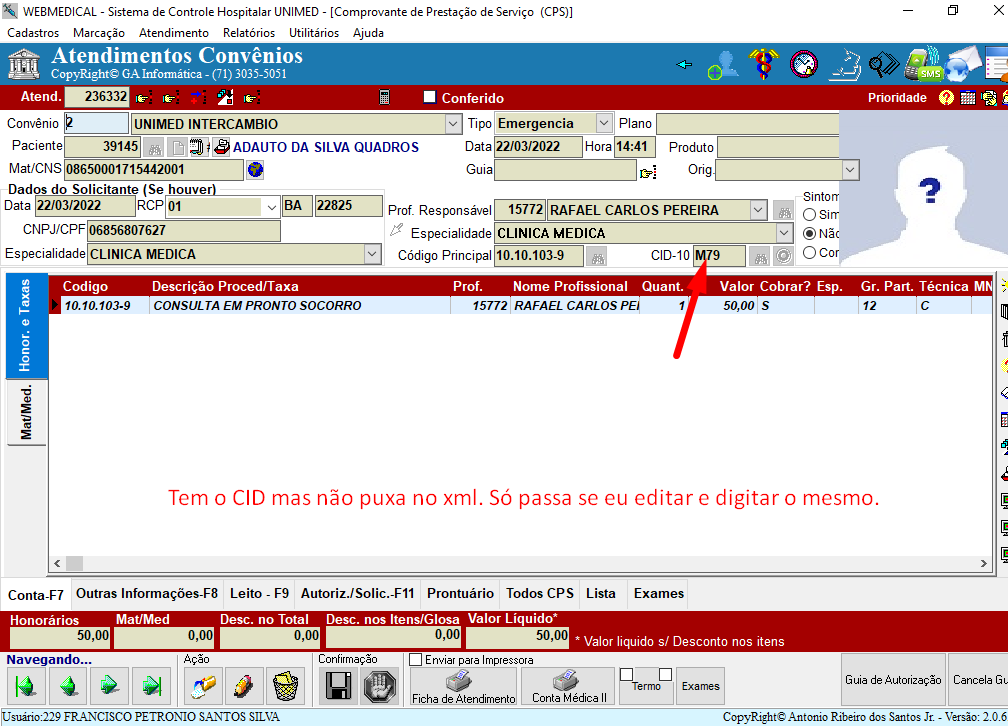 WEBMEDICAL - Sistema de Controle Hospitalar UNIMED - [Comprovante de Prestação de Serviço (CPS)]
Cadastros Marcação Atendimento Relatórios Utilitários Ajuda
Atendimentos Convênios
CopyRight© GA Informática - (71) 3035-5051
SMS
Atend. 236332 Conferido Prioridade
Convênio 2 UNIMED INTERCAMBIO Tipo Emergencia Plano
Paciente 39145 ADAUTO DA SILVA QUADROS Data 22/03/2022 Hora 14:41 Produto
Mat/CNS 08650001715442001 Guia Orig.
Dados do Solicitante (Se houver) Sintom
Data 22/03/2022 RCP 01 BA 22825 Prof. Responsável 15772 RAFAEL CARLOS PEREIRA Sim
CNPJ/CPF 06856807627 Especialidade CLINICA MEDICA Não
Especialidade CLINICA MEDICA Código Principal 10.10.103-9 CID-10 M79 Con
Honor. e Taxas
Mat/Med.
Codigo Descrição Proced/Taxa Prof. Nome Profissional Quant. Valor Cobrar? Esp. Gr. Part. Técnica MN
10.10.103-9 CONSULTA EM PRONTO SOCORRO 15772 RAFAEL CARLOS PEI 1 50,00 S 12 C
Tem o CID mas não puxa no xml. Só passa se eu editar e digitar o mesmo.
Conta-F7 Outras Informações-F8 Leito - F9 Autoriz./Solic.-F11 Prontuário Todos CPS Lista Exames
Honorários Mat/Med Desc. no Total Desc. nos Itens/Glosa Valor Líquido*
50,00 0,00 0,00 0,00 50,00 * Valor liquido s/ Desconto nos itens
Navegando... Ação Confirmação Enviar para Impressora
Ficha de Atendimento Conta Médica II Termo Exames Guia de Autorização Cancela Gu
Usuário:229 FRANCISCO PETRONIO SANTOS SILVA CopyRight© Antonio Ribeiro dos Santos Jr. - Versão: 2.0.6